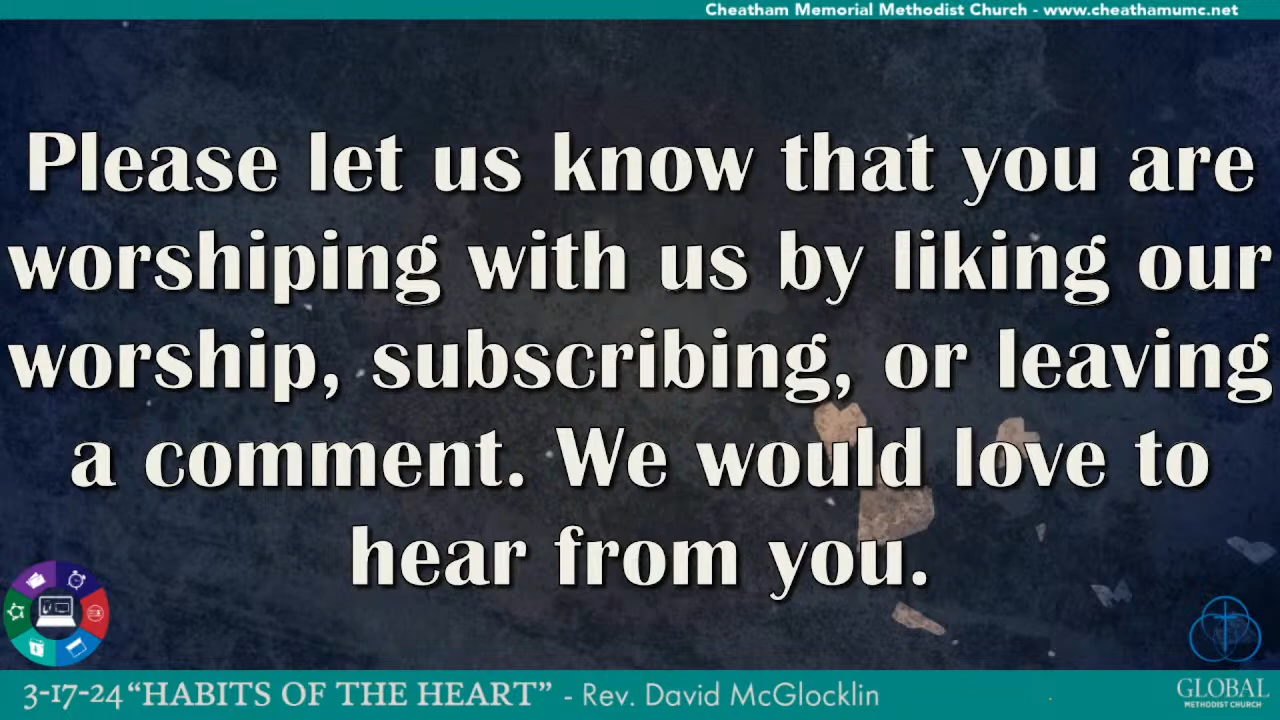 Cheatham Memorial Methodist Church - www.cheathamumc.net
Please let us know that you are
worshiping with us by liking our
worship, subscribing, or leaving
a comment. We would love to
hear from you.
3-17-24 “HABITS OF THE HEART” - Rev. David McGlocklin
GLOBAL
METHODIST CHURCH